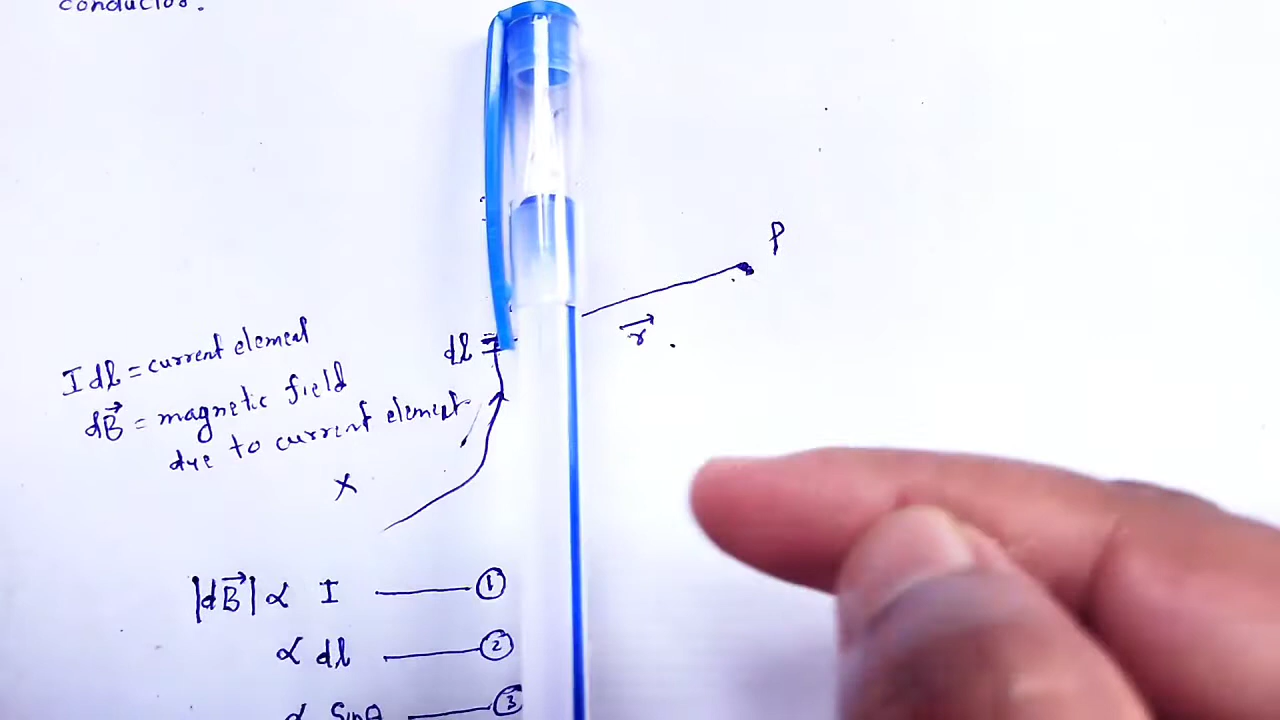 conductor.
P
r⃗
dl
I dl = current element
dB⃗ = magnetic field
due to current element
X
|dB⃗| ∝ I ——— ①
∝ dl ——— ②
∝ Sinθ ——— ③